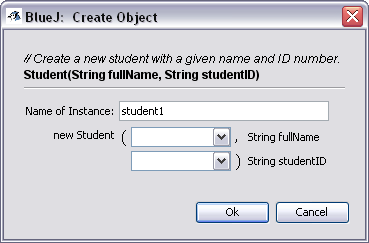 BlueJ: Create Object
// Create a new student with a given name and ID number.
Student(String fullName, String studentID)
Name of Instance: student1
new Student ( , String fullName
) String studentID
Ok Cancel